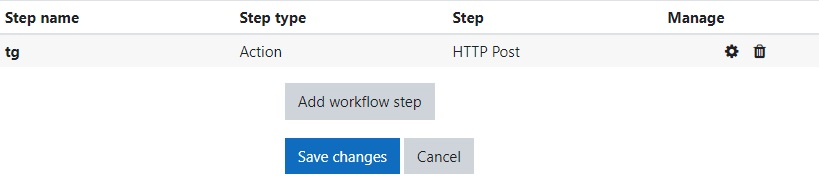 Step name Step type Step Manage
tg Action HTTP Post
Add workflow step
Save changes Cancel